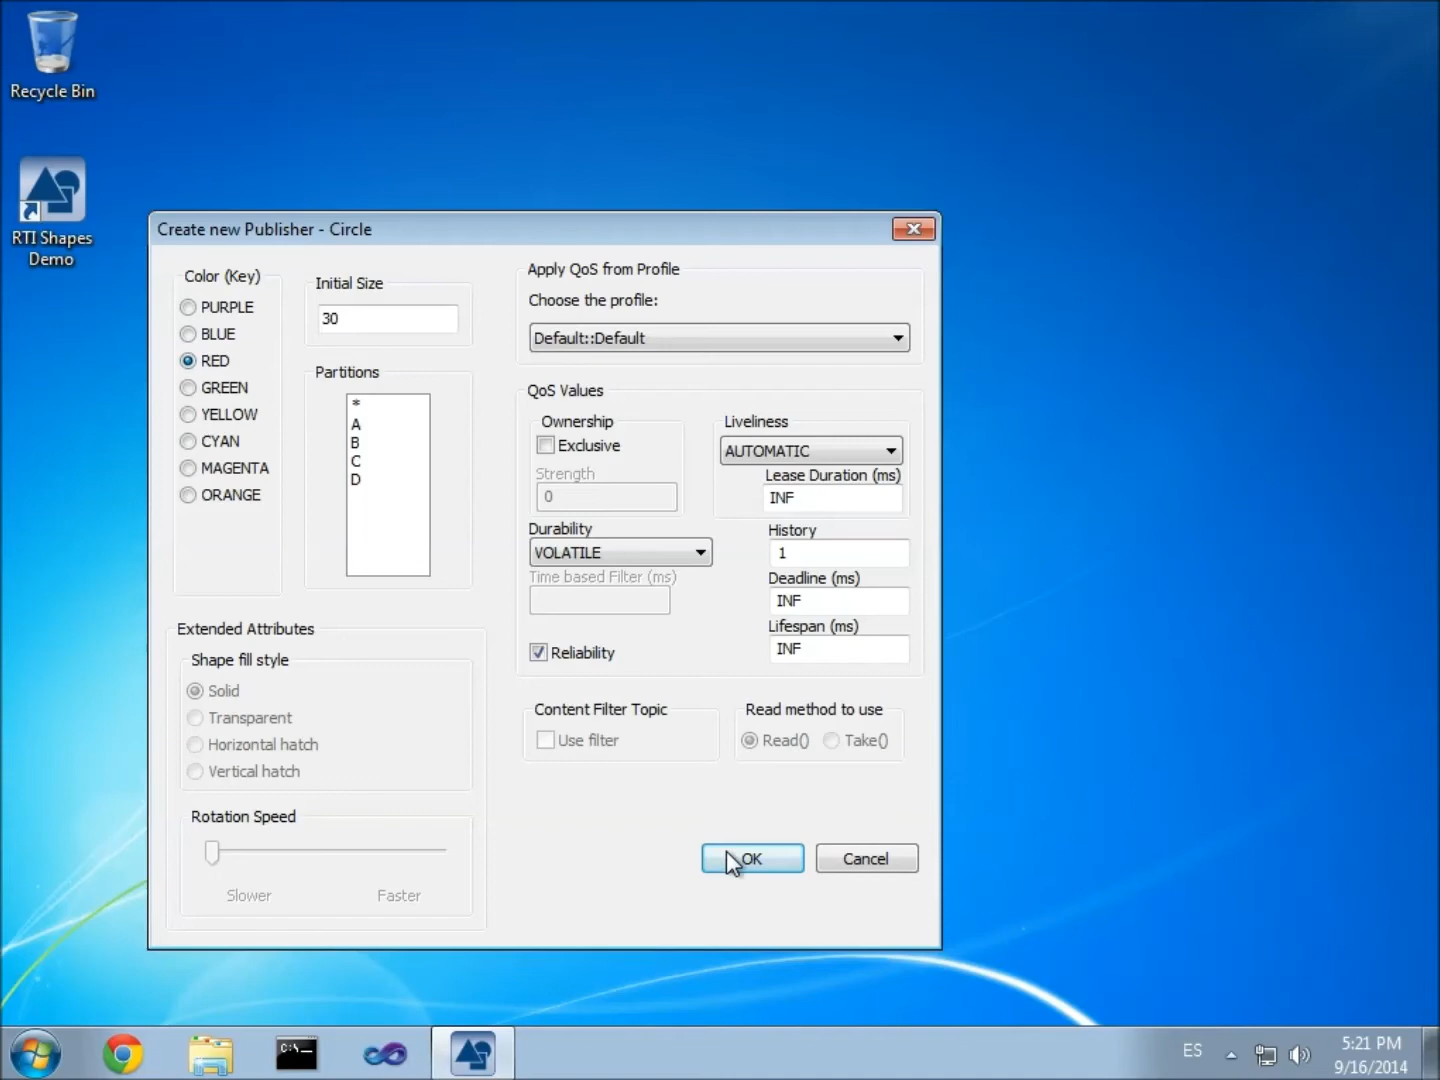 Recycle Bin
RTI Shapes
Demo
Create new Publisher - Circle
Color (Key)
PURPLE
BLUE
RED
GREEN
YELLOW
CYAN
MAGENTA
ORANGE
Initial Size
30
Partitions
*
A
B
C
D
Extended Attributes
Shape fill style
Solid
Transparent
Horizontal hatch
Vertical hatch
Rotation Speed
Slower Faster
Apply QoS from Profile
Choose the profile:
Default::Default
QoS Values
Ownership
Exclusive
Strength
0
Liveliness
AUTOMATIC
Lease Duration (ms)
INF
Durability
VOLATILE
Time based Filter (ms)
Reliability
History
1
Deadline (ms)
INF
Lifespan (ms)
INF
Content Filter Topic
Use filter
Read method to use
Read() Take()
OK Cancel
C:\_
ES
5:21 PM
9/16/2014